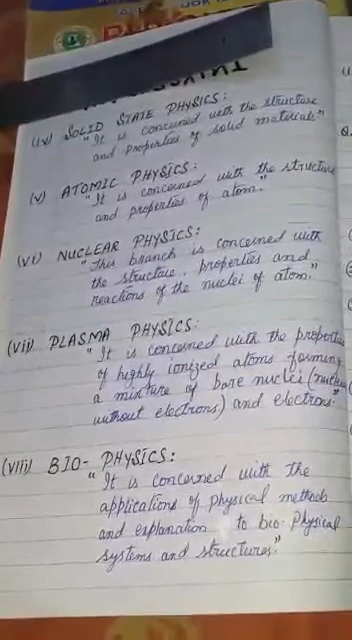 (iv) SOLID STATE PHYSICS:
"It is concerned with the structure
and properties of solid materials."
(v) ATOMIC PHYSICS:
"It is concerned with the structure
and properties of atom."
(vi) NUCLEAR PHYSICS:
"This branch is concerned with
the structure, properties and
reactions of the nuclei of atom."
(vii) PLASMA PHYSICS:
"It is concerned with the properties
of highly ionized atoms forming
a mixture of bare nuclei (nuclei
without electrons) and electrons."
(viii) BIO-PHYSICS:
"It is concerned with the
applications of physical methods
and explanation to bio-Physical
systems and structures."